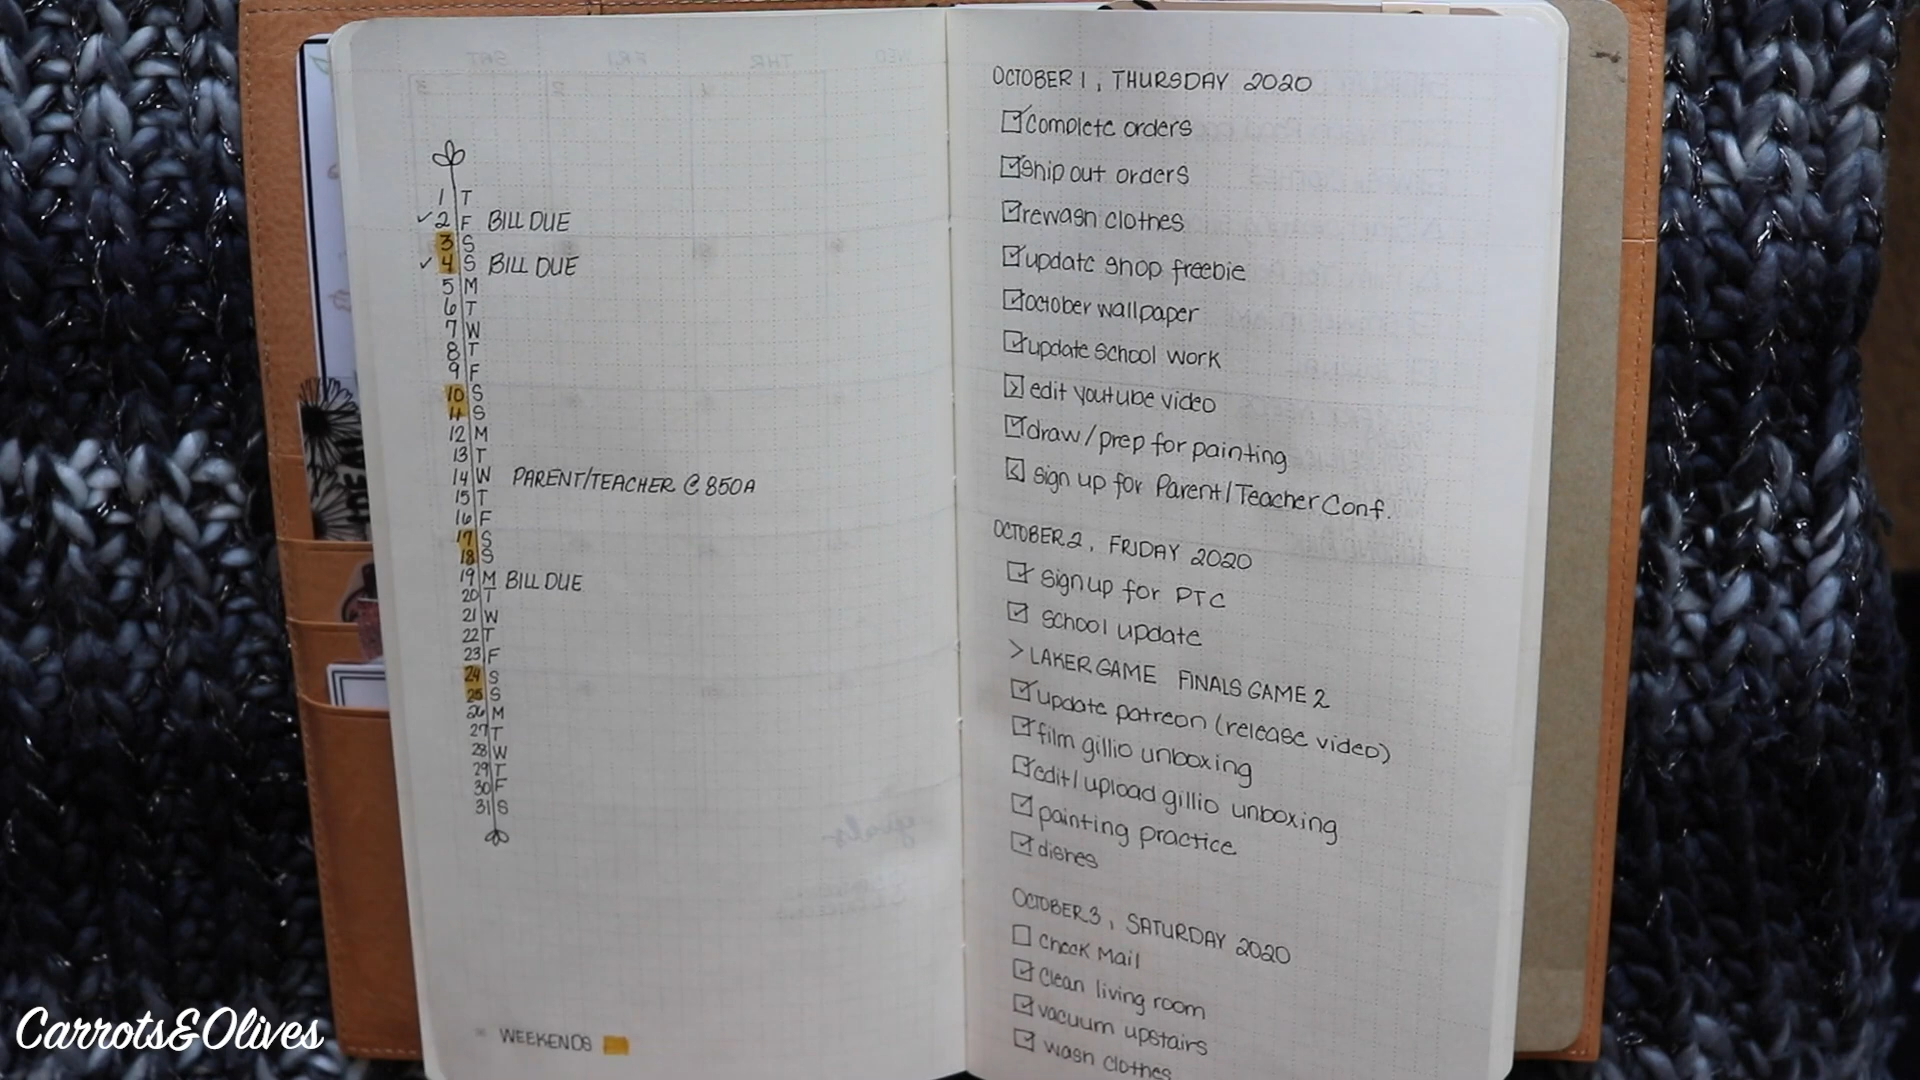 1 T
✓ 2 F BILL DUE
3 S
✓ 4 S BILL DUE
5 M
6 T
7 W
8 T
9 F
10 S
11 S
12 M
13 T
14 W PARENT/TEACHER @ 850A
15 T
16 F
17 S
18 S
19 M BILL DUE
20 T
21 W
22 T
23 F
24 S
25 S
26 M
27 T
28 W
29 T
30 F
31 S
WEEKENDS
OCTOBER 1, THURSDAY 2020
☑ Complete orders
☑ Ship out orders
☑ rewash clothes
☑ update shop freebie
☑ October wallpaper
☑ update school work
[>] edit youtube video
☑ draw/prep for painting
[<] Sign up for Parent/Teacher Conf.
OCTOBER 2, FRIDAY 2020
☑ Sign up for PTC
☑ School update
> LAKER GAME FINALS GAME 2
☑ update patreon (release video)
☑ film gillio unboxing
☑ edit/upload gillio unboxing
☑ painting practice
☑ dishes
OCTOBER 3, SATURDAY 2020
☐ Check Mail
☑ Clean living room
☑ vacuum upstairs
☑ wash clothes
WED THR FRI SAT
goals
Carrots&Olives